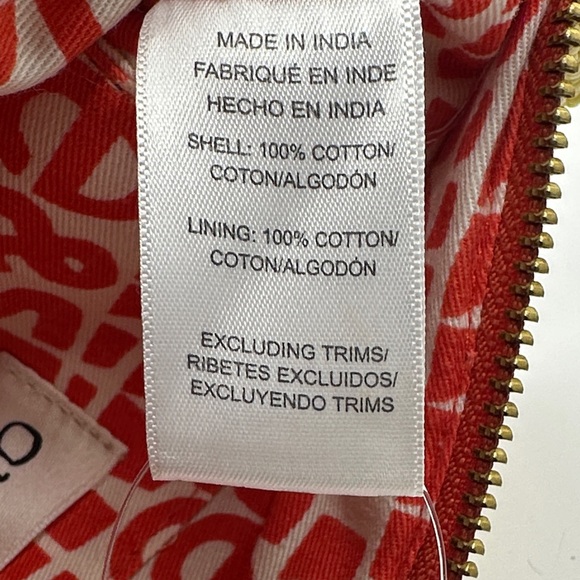 MADE IN INDIA
FABRIQUÉ EN INDE
HECHO EN INDIA
SHELL: 100% COTTON/
COTON/ALGODÓN
LINING: 100% COTTON/
COTON/ALGODÓN
EXCLUDING TRIMS/
RIBETES EXCLUIDOS/
EXCLUYENDO TRIMS